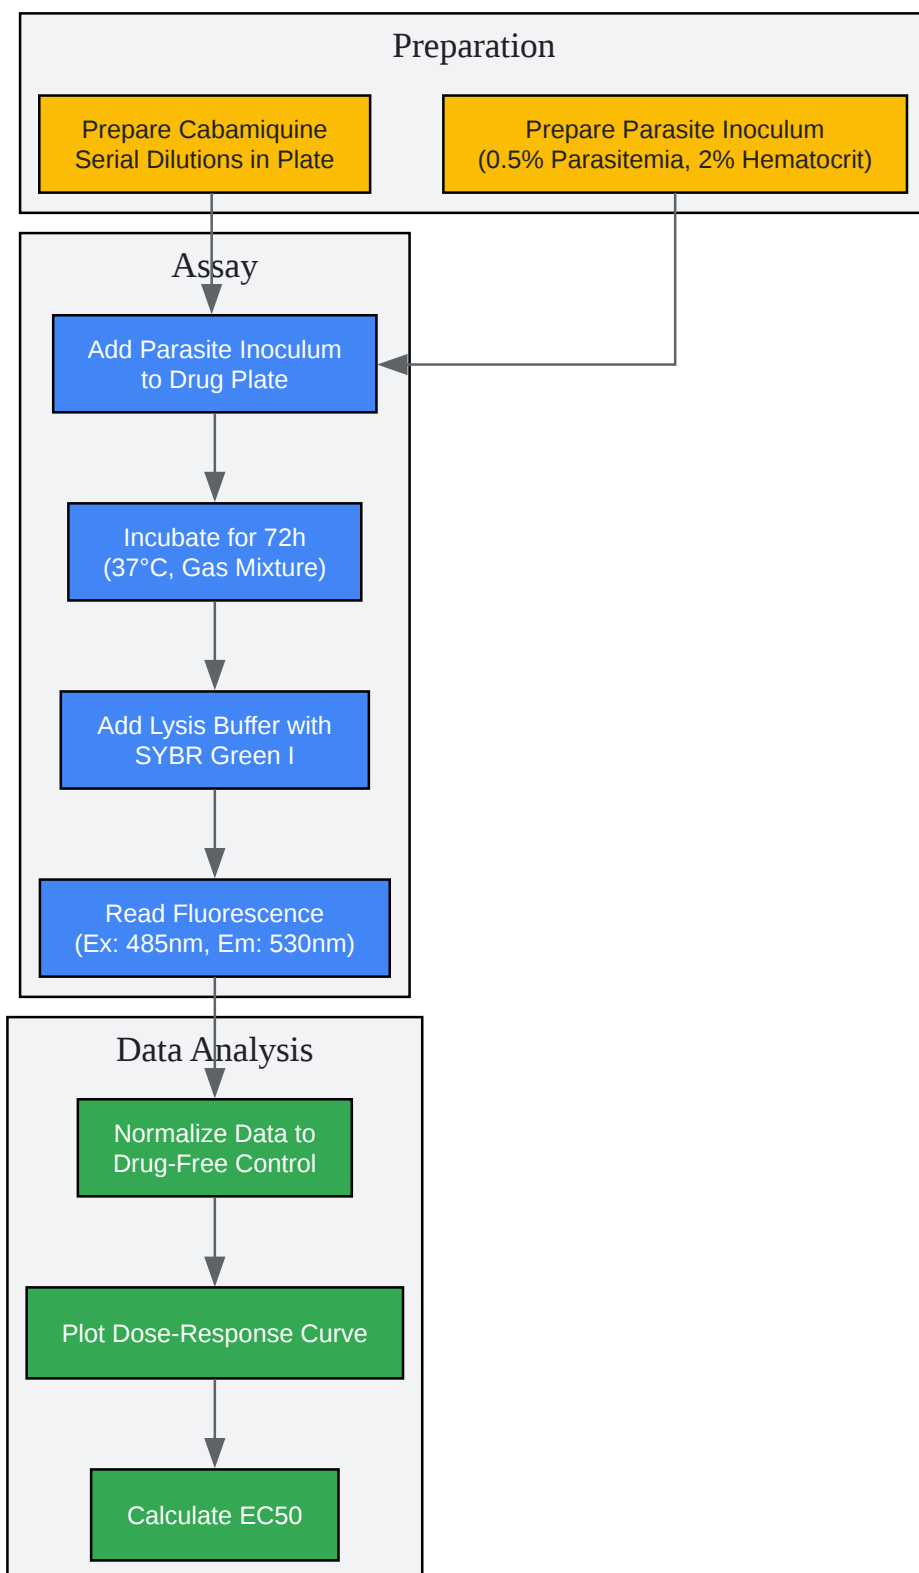 Preparation
Prepare Cabamiquine
Serial Dilutions in Plate
Prepare Parasite Inoculum
(0.5% Parasitemia, 2% Hematocrit)
Assay
Add Parasite Inoculum
to Drug Plate
Incubate for 72h
(37°C, Gas Mixture)
Add Lysis Buffer with
SYBR Green I
Read Fluorescence
(Ex: 485nm, Em: 530nm)
Data Analysis
Normalize Data to
Drug-Free Control
Plot Dose-Response Curve
Calculate EC50